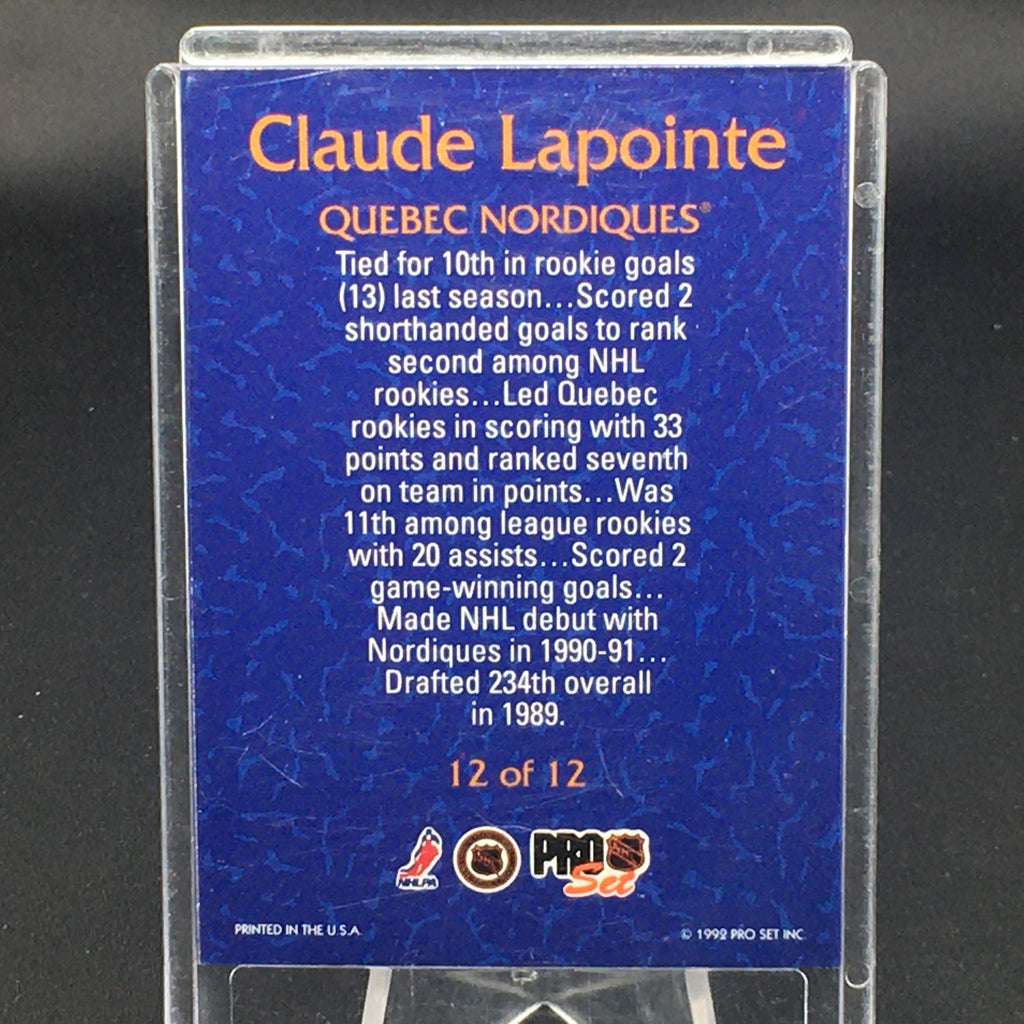 Claude Lapointe
QUEBEC NORDIQUES®
Tied for 10th in rookie goals
(13) last season...Scored 2
shorthanded goals to rank
second among NHL
rookies...Led Quebec
rookies in scoring with 33
points and ranked seventh
on team in points...Was
11th among league rookies
with 20 assists...Scored 2
game-winning goals...
Made NHL debut with
Nordiques in 1990-91...
Drafted 234th overall
in 1989.
12 of 12
NHLPA
PRO
Set
PRINTED IN THE U.S.A.
© 1992 PRO SET INC.